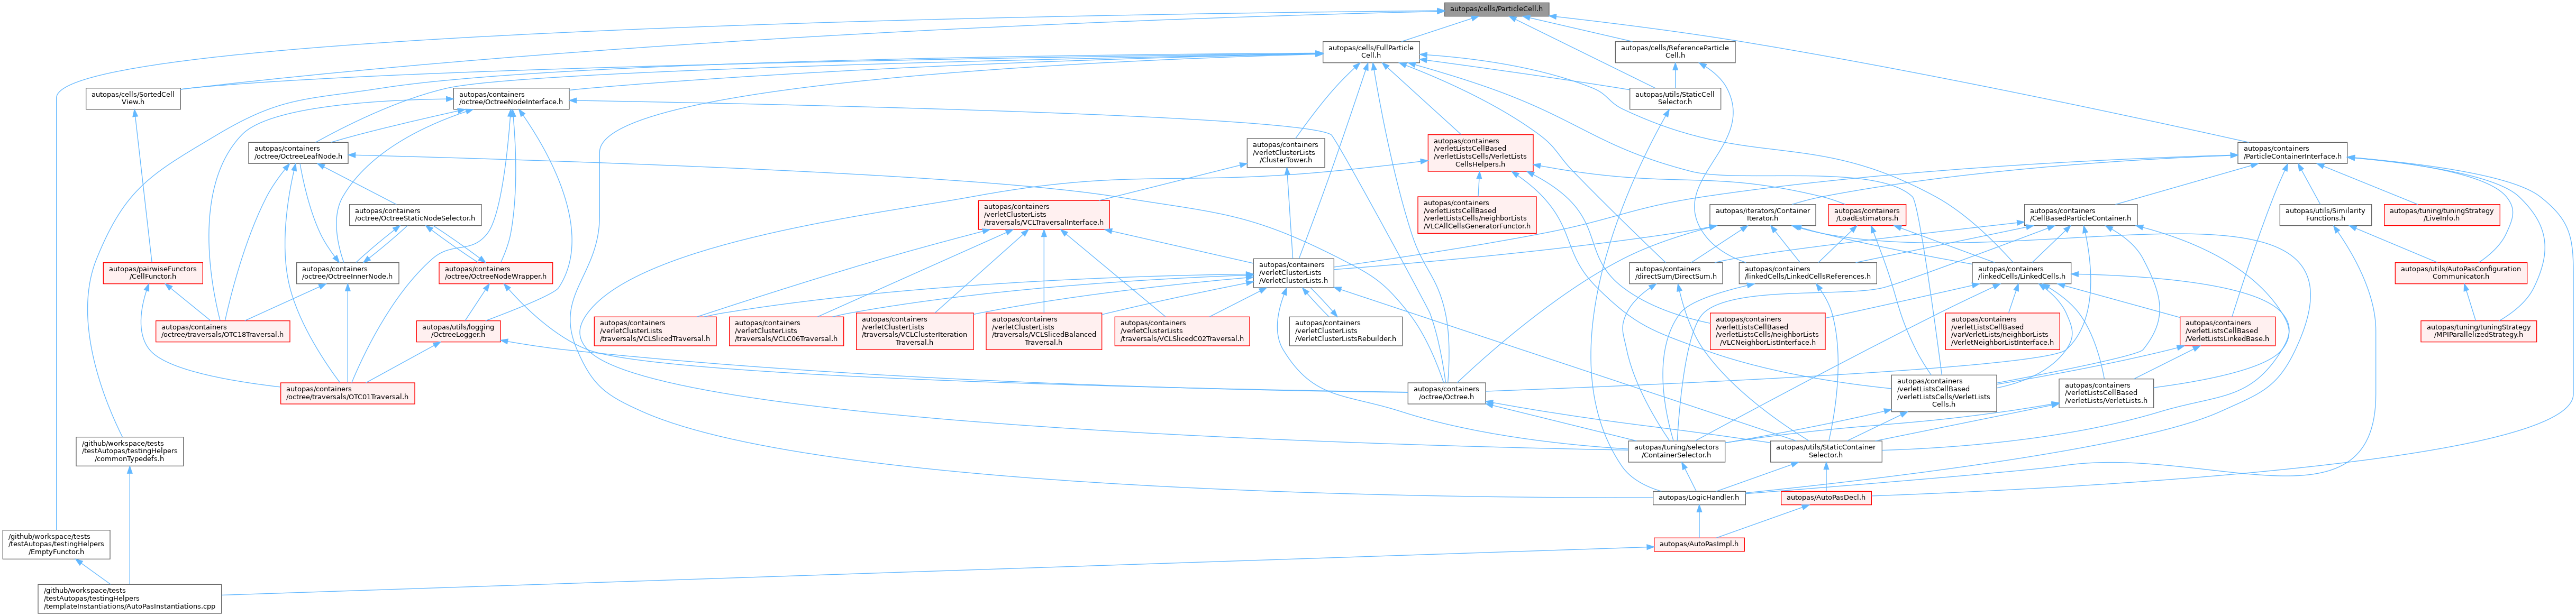 autopas/cells/ParticleCell.h
autopas/cells/FullParticle
Cell.h
autopas/cells/ReferenceParticle
Cell.h
autopas/cells/SortedCell
View.h
autopas/containers
/octree/OctreeNodeInterface.h
autopas/utils/StaticCell
Selector.h
autopas/containers
/octree/OctreeLeafNode.h
autopas/containers
/verletClusterLists
/ClusterTower.h
autopas/containers
/verletListsCellBased
/verletListsCells/VerletLists
CellsHelpers.h
autopas/containers
/ParticleContainerInterface.h
autopas/containers
/octree/OctreeStaticNodeSelector.h
autopas/containers
/verletClusterLists
/traversals/VCLTraversalInterface.h
autopas/containers
/verletListsCellBased
/verletListsCells/neighborLists
/VLCAllCellsGeneratorFunctor.h
autopas/iterators/Container
Iterator.h
autopas/containers
/LoadEstimators.h
autopas/containers
/CellBasedParticleContainer.h
autopas/utils/Similarity
Functions.h
autopas/tuning/tuningStrategy
/LiveInfo.h
autopas/pairwiseFunctors
/CellFunctor.h
autopas/containers
/octree/OctreeInnerNode.h
autopas/containers
/octree/OctreeNodeWrapper.h
autopas/containers
/verletClusterLists
/VerletClusterLists.h
autopas/containers
/directSum/DirectSum.h
autopas/containers
/linkedCells/LinkedCellsReferences.h
autopas/containers
/linkedCells/LinkedCells.h
autopas/utils/AutoPasConfiguration
Communicator.h
autopas/containers
/octree/traversals/OTC18Traversal.h
autopas/utils/logging
/OctreeLogger.h
autopas/containers
/verletClusterLists
/traversals/VCLSlicedTraversal.h
autopas/containers
/verletClusterLists
/traversals/VCLC06Traversal.h
autopas/containers
/verletClusterLists
/traversals/VCLClusterIteration
Traversal.h
autopas/containers
/verletClusterLists
/traversals/VCLSlicedBalanced
Traversal.h
autopas/containers
/verletClusterLists
/traversals/VCLSlicedC02Traversal.h
autopas/containers
/verletClusterLists
/VerletClusterListsRebuilder.h
autopas/containers
/verletListsCellBased
/verletListsCells/neighborLists
/VLCNeighborListInterface.h
autopas/containers
/verletListsCellBased
/varVerletLists/neighborLists
/VerletNeighborListInterface.h
autopas/containers
/verletListsCellBased
/VerletListsLinkedBase.h
autopas/tuning/tuningStrategy
/MPIParallelizedStrategy.h
autopas/containers
/octree/traversals/OTC01Traversal.h
autopas/containers
/octree/Octree.h
autopas/containers
/verletListsCellBased
/verletListsCells/VerletLists
Cells.h
autopas/containers
/verletListsCellBased
/verletLists/VerletLists.h
/github/workspace/tests
/testAutopas/testingHelpers
/commonTypedefs.h
autopas/tuning/selectors
/ContainerSelector.h
autopas/utils/StaticContainer
Selector.h
autopas/LogicHandler.h
autopas/AutoPasDecl.h
/github/workspace/tests
/testAutopas/testingHelpers
/EmptyFunctor.h
autopas/AutoPasImpl.h
/github/workspace/tests
/testAutopas/testingHelpers
/templateInstantiations/AutoPasInstantiations.cpp